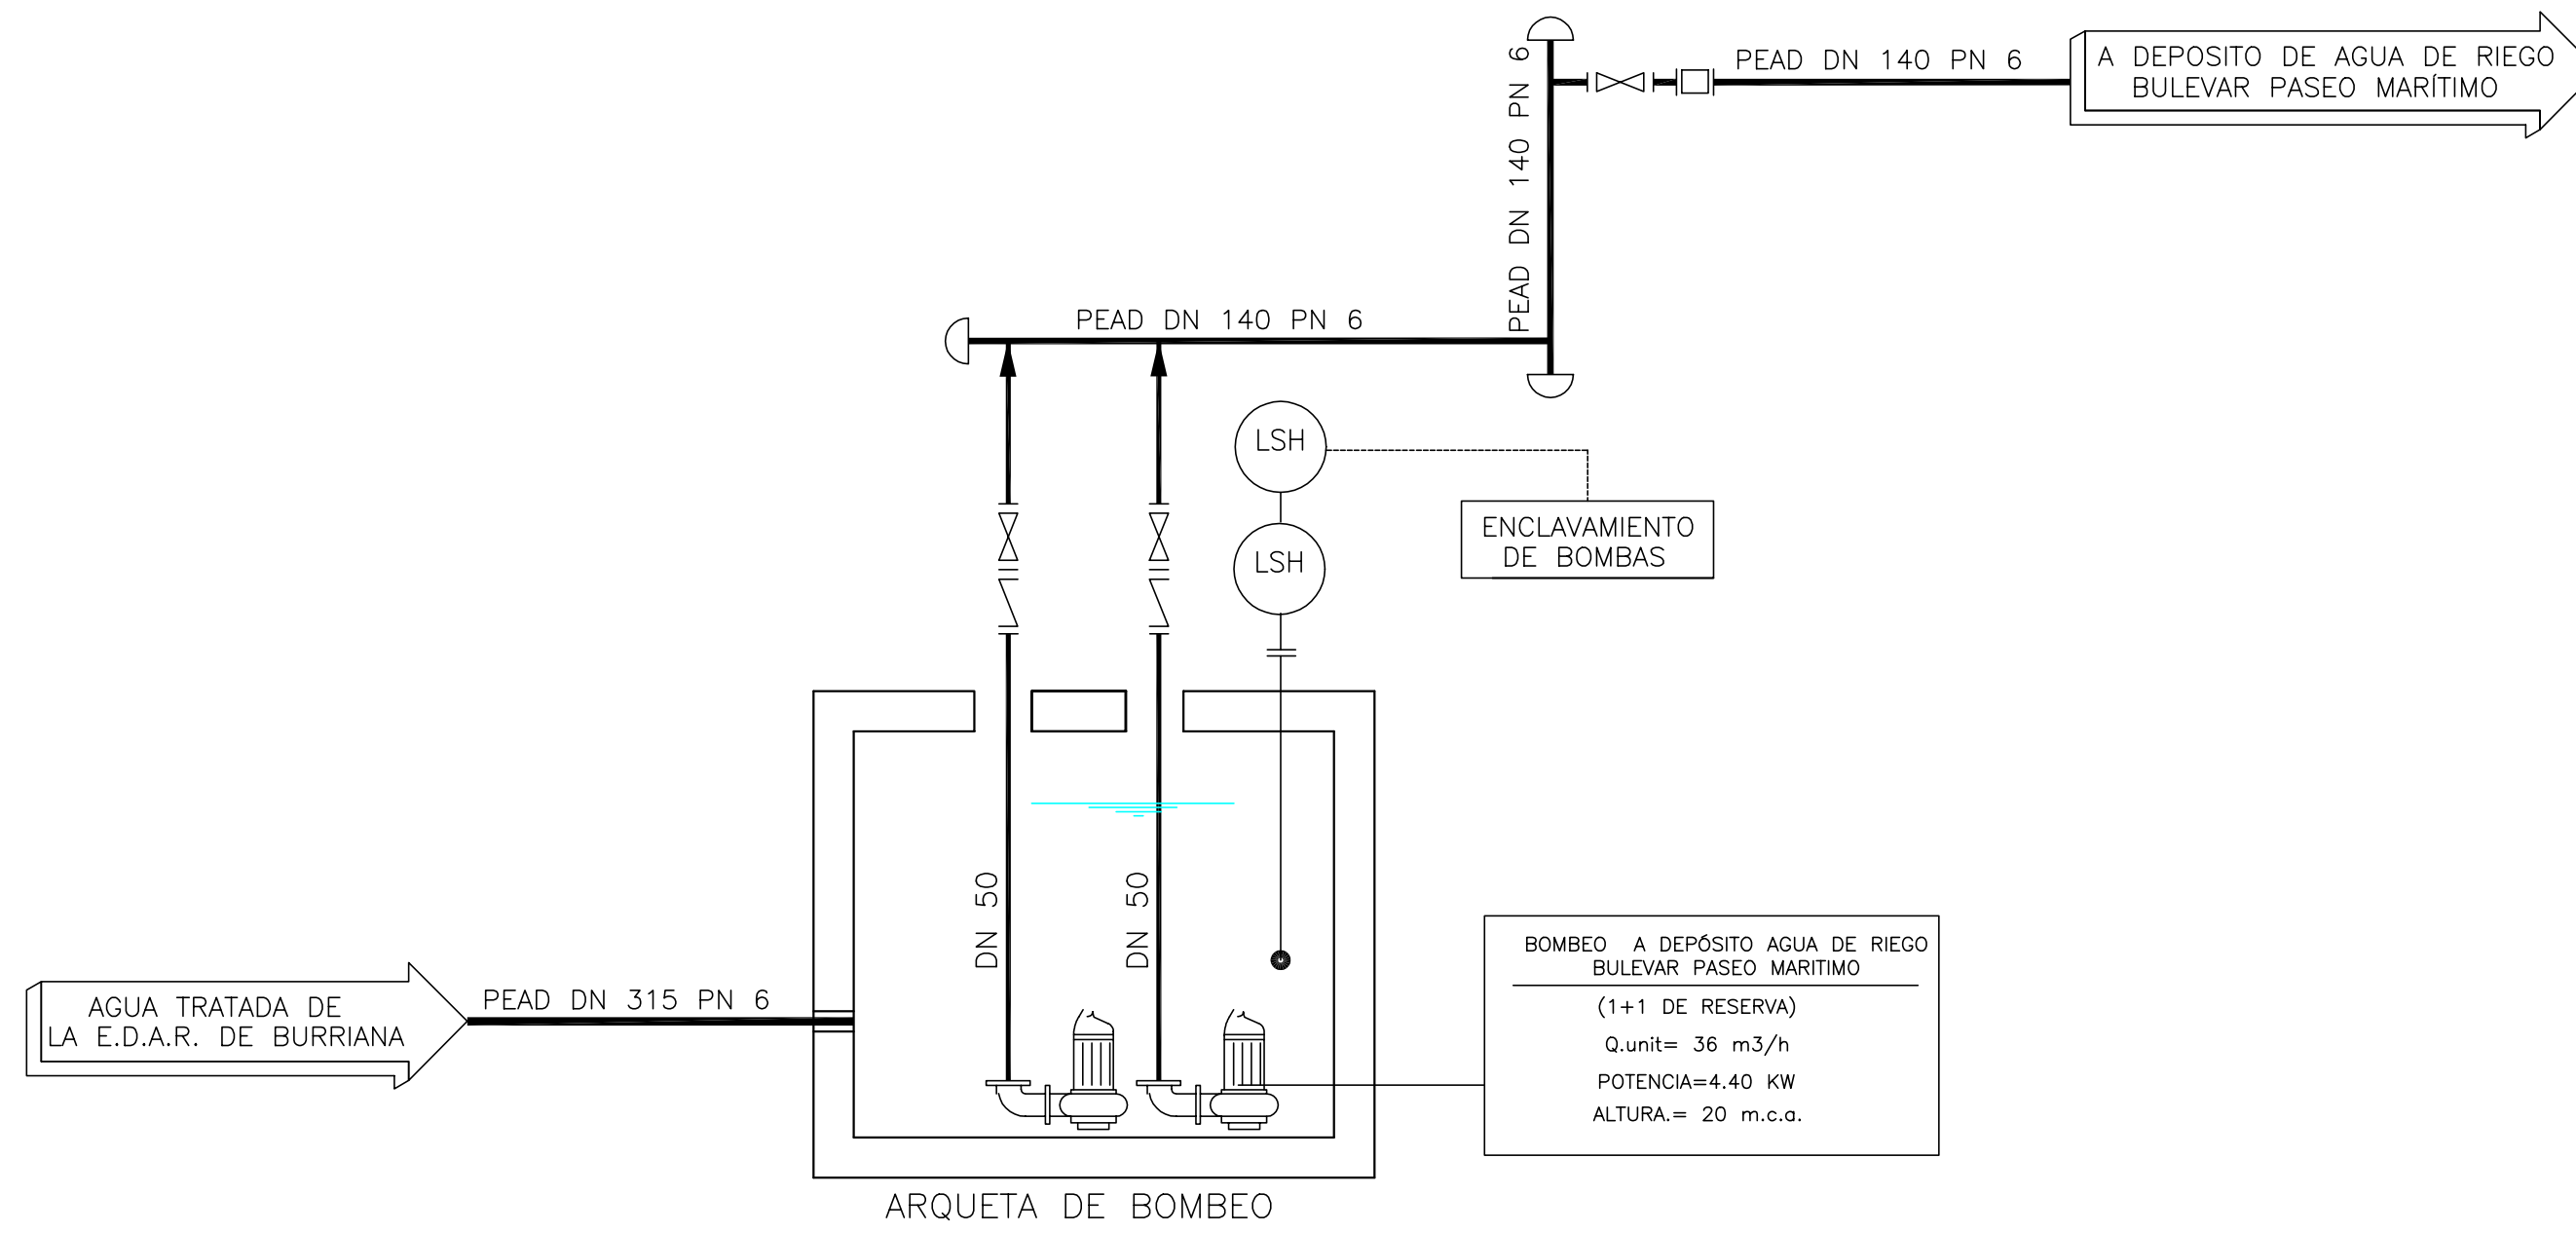 A DEPOSITO DE AGUA DE RIEGO
BULEVAR PASEO MARÍTIMO
PEAD DN 140 PN 6
PEAD DN 140 PN 6
PEAD DN 140 PN 6
LSH
LSH
ENCLAVAMIENTO
DE BOMBAS
DN 50
DN 50
AGUA TRATADA DE
LA E.D.A.R. DE BURRIANA
PEAD DN 315 PN 6
BOMBEO A DEPÓSITO AGUA DE RIEGO
BULEVAR PASEO MARITIMO
(1+1 DE RESERVA)
Q.unit= 36 m3/h
POTENCIA=4.40 KW
ALTURA.= 20 m.c.a.
ARQUETA DE BOMBEO